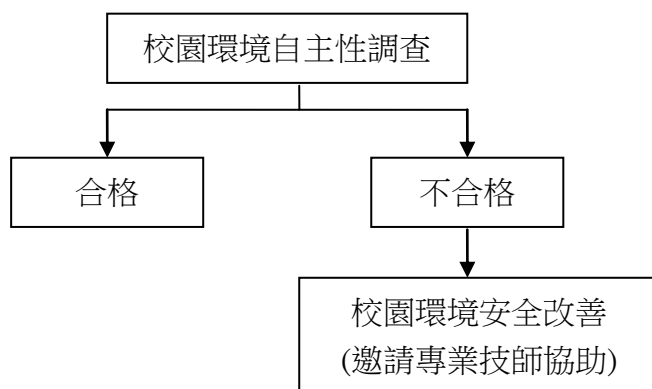 校園環境自主性調查
合格
不合格
校園環境安全改善
(邀請專業技師協助)